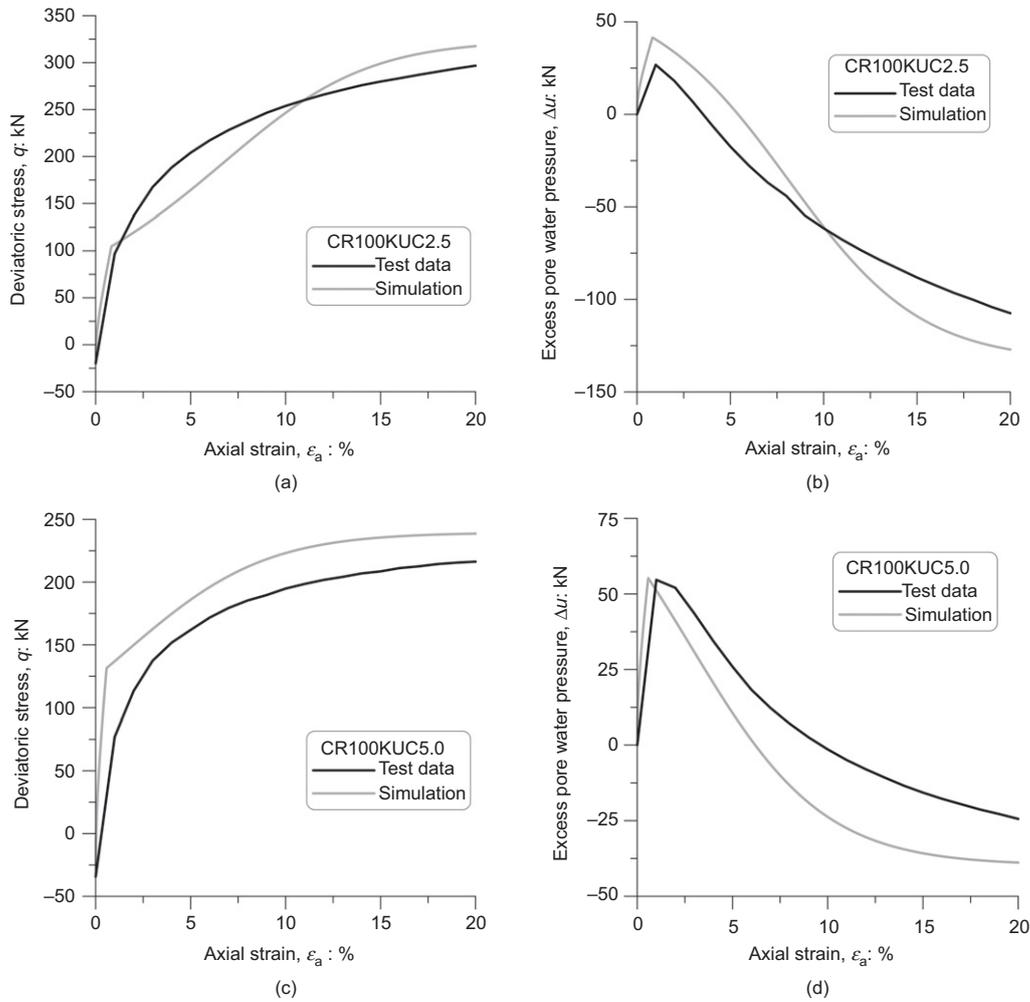 350
300
250
200
150
100
50
0
–50
Deviatoric stress, q: kN
CR100KUC2.5
Test data
Simulation
0 5 10 15 20
Axial strain, εa : %
(a)
50
0
–50
–100
–150
Excess pore water pressure, Δu: kN
CR100KUC2.5
Test data
Simulation
0 5 10 15 20
Axial strain, εa: %
(b)
250
200
150
100
50
0
–50
Deviatoric stress, q: kN
CR100KUC5.0
Test data
Simulation
0 5 10 15 20
Axial strain, εa : %
(c)
75
50
25
0
–25
–50
Excess pore water pressure, Δu: kN
CR100KUC5.0
Test data
Simulation
0 5 10 15 20
Axial strain, εa: %
(d)